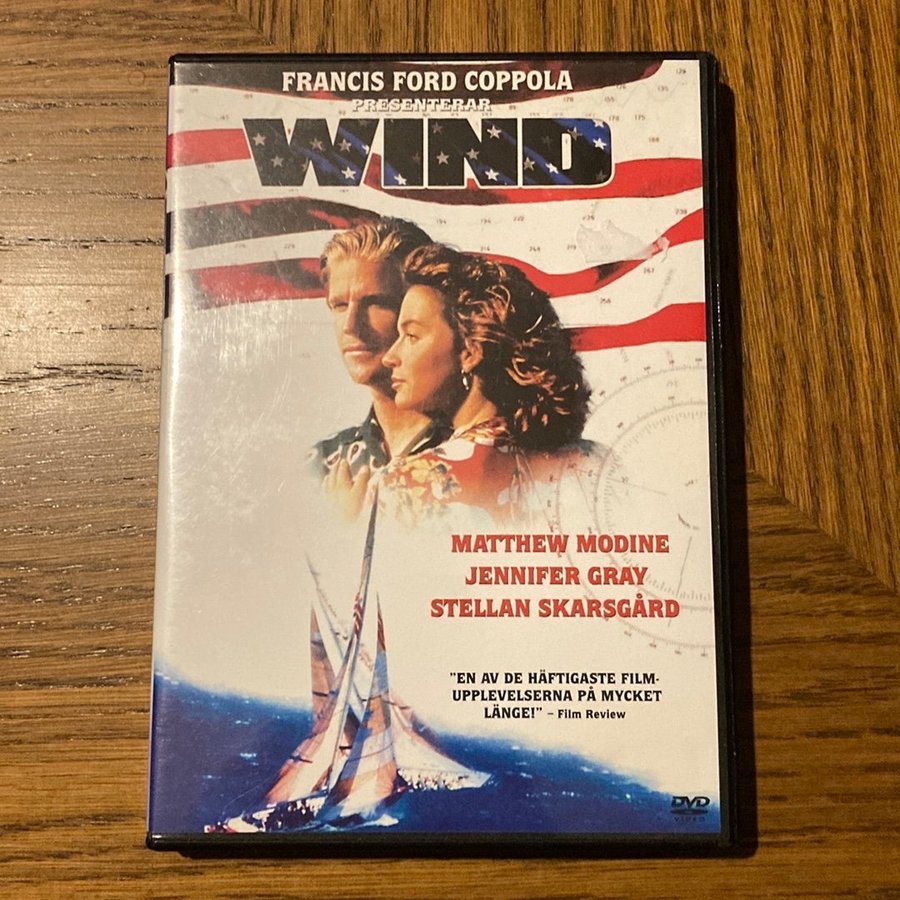 FRANCIS FORD COPPOLA
PRESENTERAR
WIND
MATTHEW MODINE
JENNIFER GRAY
STELLAN SKARSGÅRD
"EN AV DE HÄFTIGASTE FILM-
UPPLEVELSERNA PÅ MYCKET
LÄNGE!" – Film Review
DVD
VIDEO